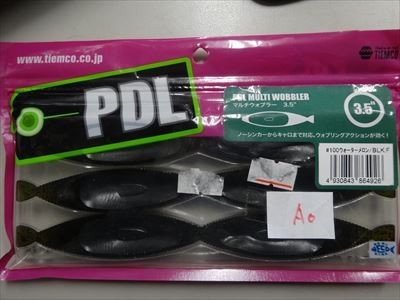 www.tiemco.co.jp
TIEMCO
PDL
PDL MULTI WOBBLER
マルチウォブラー 3.5"
3.5"
ノーシンカーからキャロまで対応。ウォブリングアクションが効く!
#100ウォーターメロン/BLK.F
4 930843 864926
A0
ECO